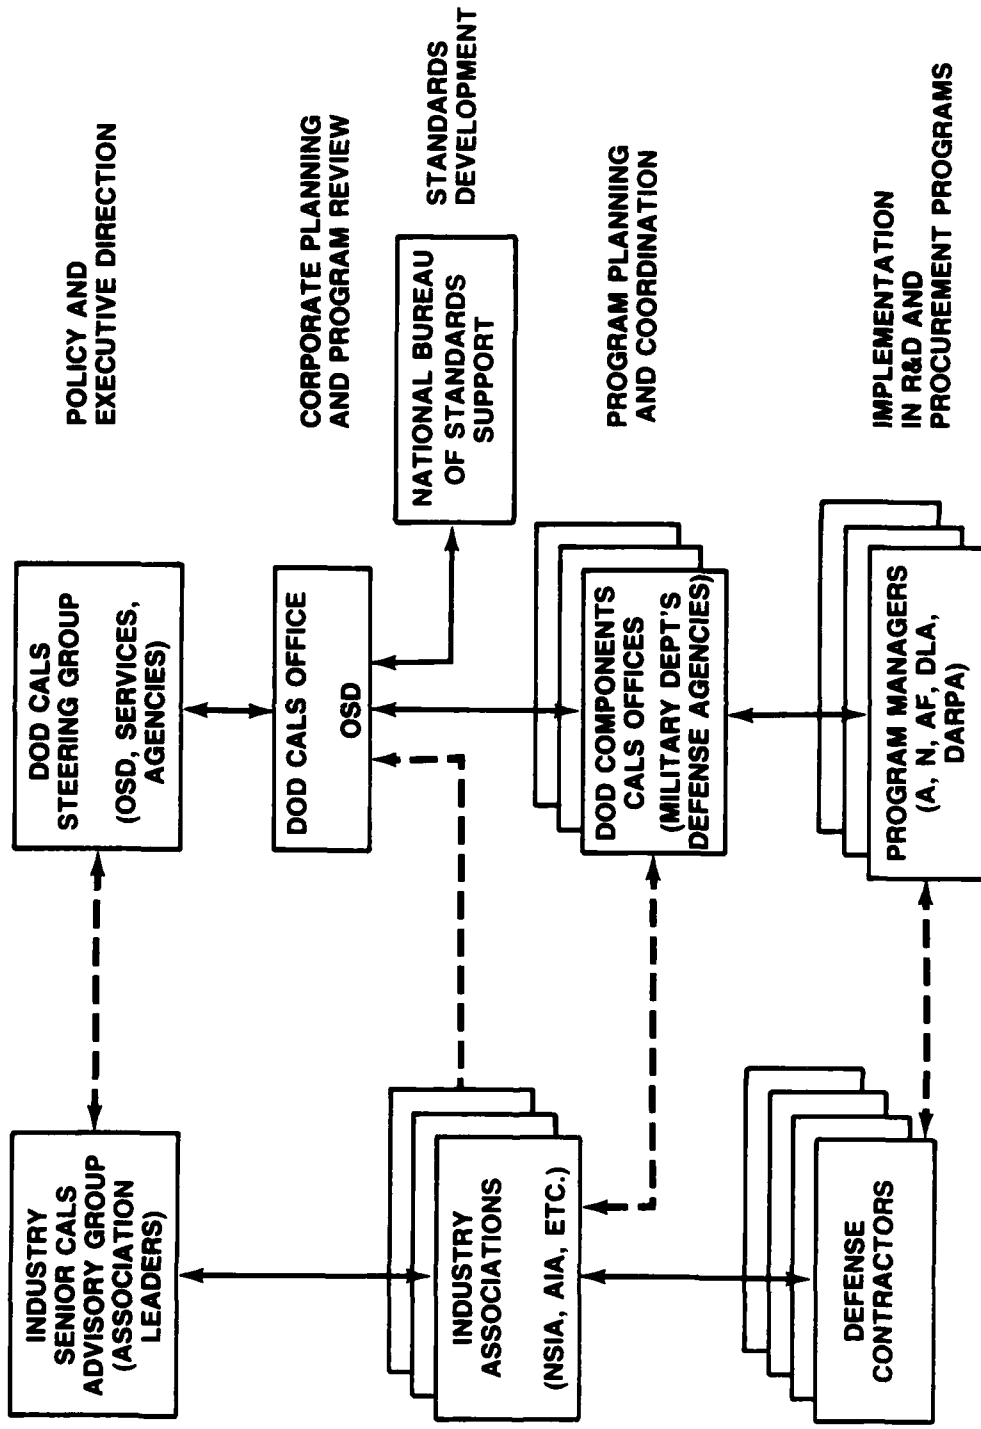 INDUSTRY
SENIOR CALS
ADVISORY GROUP
(ASSOCIATION
LEADERS)
DOD CALS
STEERING GROUP
(OSD, SERVICES,
AGENCIES)
POLICY AND
EXECUTIVE DIRECTION
DOD CALS OFFICE
OSD
CORPORATE PLANNING
AND PROGRAM REVIEW
NATIONAL BUREAU
OF STANDARDS
SUPPORT
STANDARDS
DEVELOPMENT
INDUSTRY
ASSOCIATIONS
(NSIA, AIA, ETC.)
DOD COMPONENTS
CALS OFFICES
(MILITARY DEPT'S
DEFENSE AGENCIES)
PROGRAM PLANNING
AND COORDINATION
DEFENSE
CONTRACTORS
PROGRAM MANAGERS
(A, N, AF, DLA,
DARPA)
IMPLEMENTATION
IN R&D AND
PROCUREMENT PROGRAMS